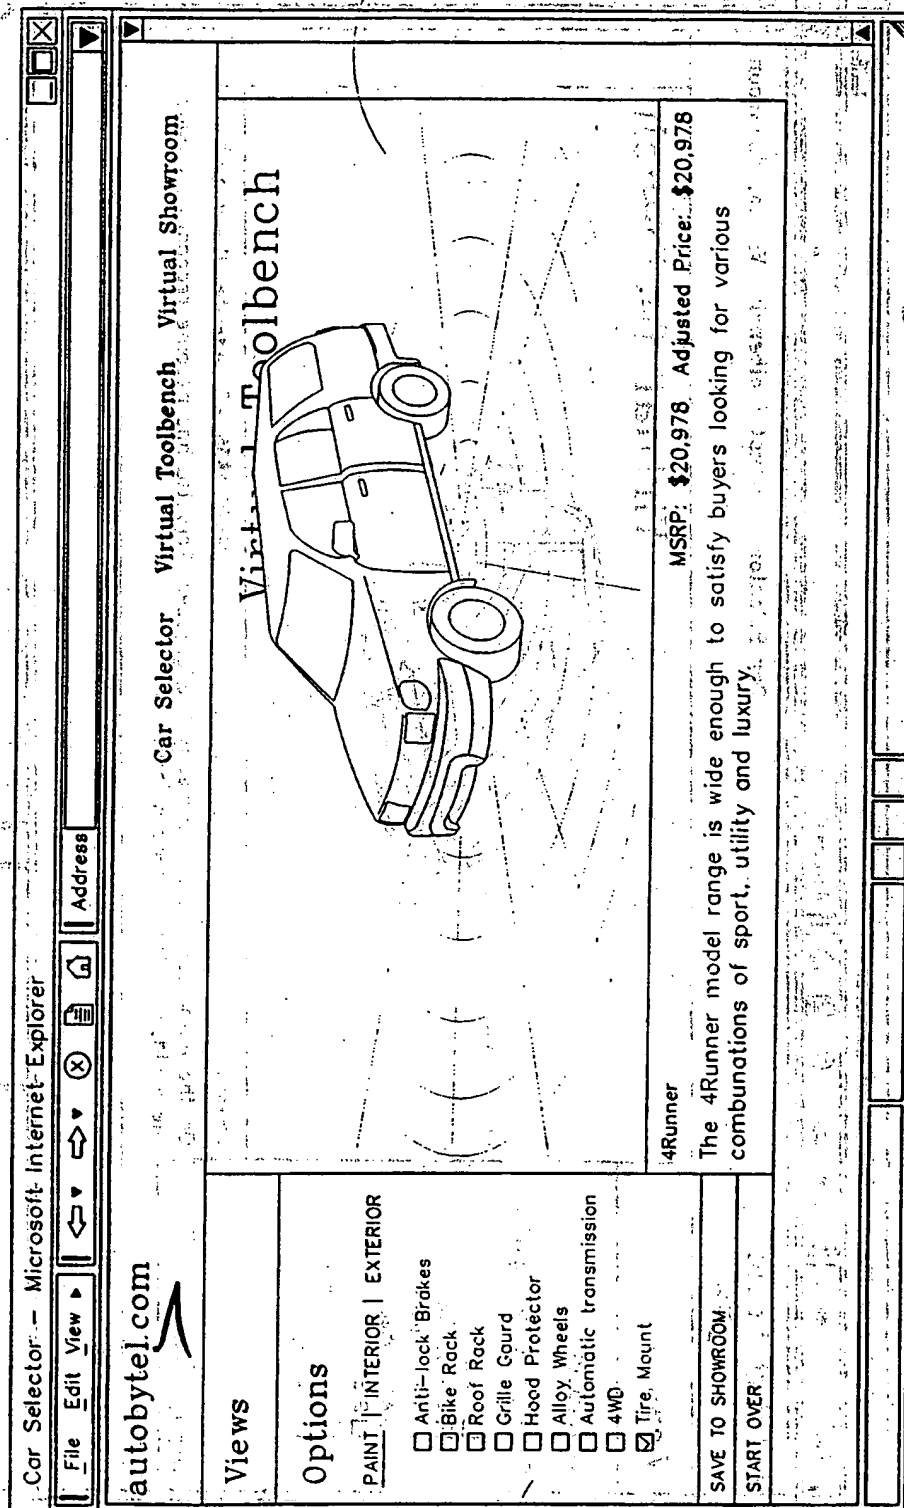 Car Selector – Microsoft Internet Explorer
File Edit View
Address
autobytel.com
Car Selector Virtual Toolbench Virtual Showroom
Views
Options
PAINT | INTERIOR | EXTERIOR
Anti-lock Brakes
Bike Rack
Roof Rack
Grille Gourd
Hood Protector
Alloy Wheels
Automatic transmission
4WD
Tire Mount
SAVE TO SHOWROOM
START OVER
Virtual Toolbench
4Runner
MSRP: $20,978 Adjusted Price: $20,978
The 4Runner model range is wide enough to satisfy buyers looking for various
combunations of sport, utility and luxury